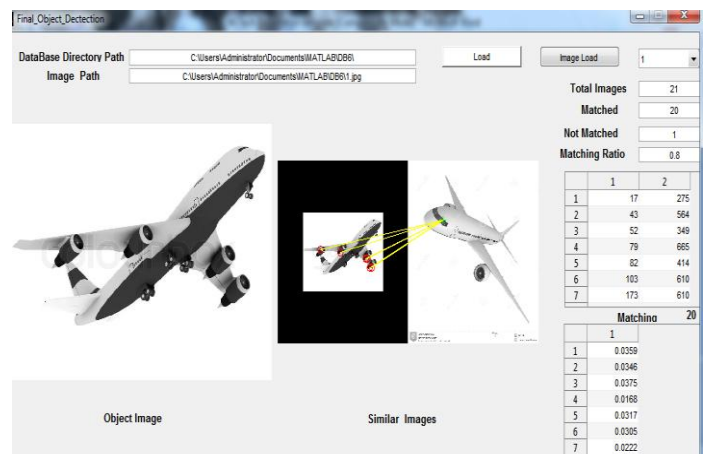 Final_Object_Dectection
DataBase Directory Path C:\Users\Administrator\Documents\MATLAB\DB6\ Load Image Load 1
Image Path C:\Users\Administrator\Documents\MATLAB\DB6\1.jpg
Total Images 21
Matched 20
Not Matched 1
Matching Ratio 0.8
1 2
1 17 275
2 43 564
3 52 349
4 79 665
5 82 414
6 103 610
7 173 610
Matching 20
1
1 0.0359
2 0.0346
3 0.0375
4 0.0168
5 0.0317
6 0.0305
7 0.0222
Object Image
Similar Images